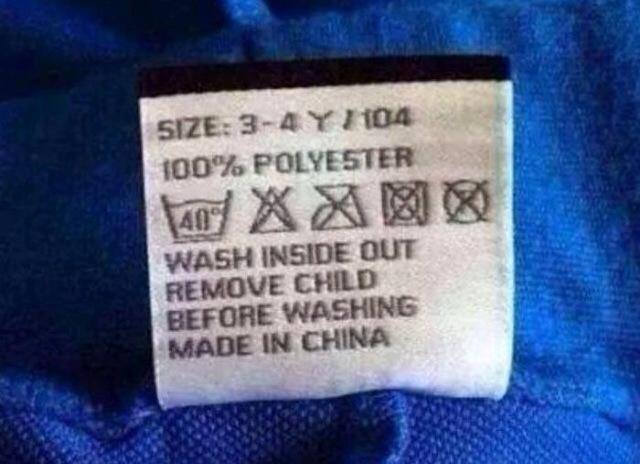 SIZE: 3-4 Y / 104
100% POLYESTER
40°
WASH INSIDE OUT
REMOVE CHILD
BEFORE WASHING
MADE IN CHINA